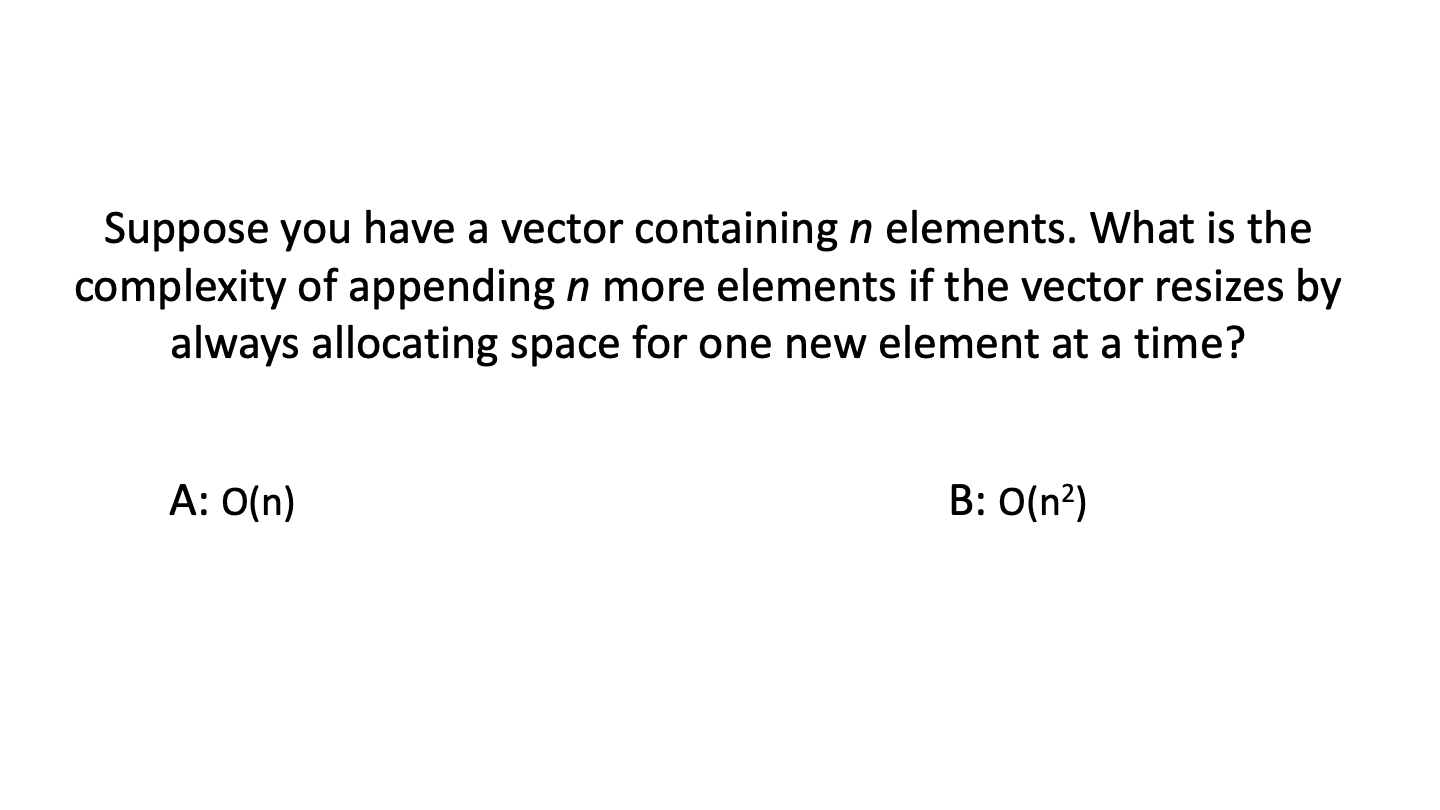 Suppose you have a vector containing n elements. What is the
complexity of appending n more elements if the vector resizes by
always allocating space for one new element at a time?
A: O(n)
B: O(n²)